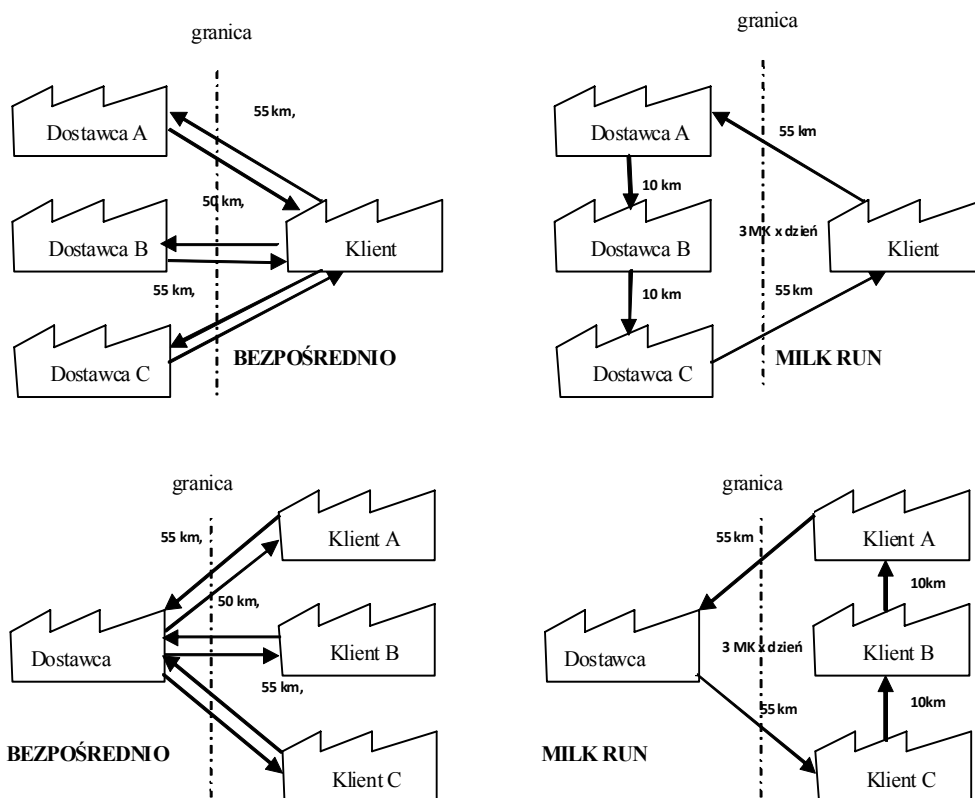 granica
Dostawca A
55 km,
50 km,
Dostawca B
Klient
55 km,
Dostawca C
BEZPOŚREDNIO
granica
Dostawca A
55 km
10 km
Dostawca B
3 MK x dzień
Klient
10 km
55 km
Dostawca C
MILK RUN
granica
55 km,
Klient A
50 km,
Dostawca
Klient B
55 km,
BEZPOŚREDNIO
Klient C
granica
55 km
Klient A
10km
Dostawca
3 MK x dzień
Klient B
55 km
10km
MILK RUN
Klient C